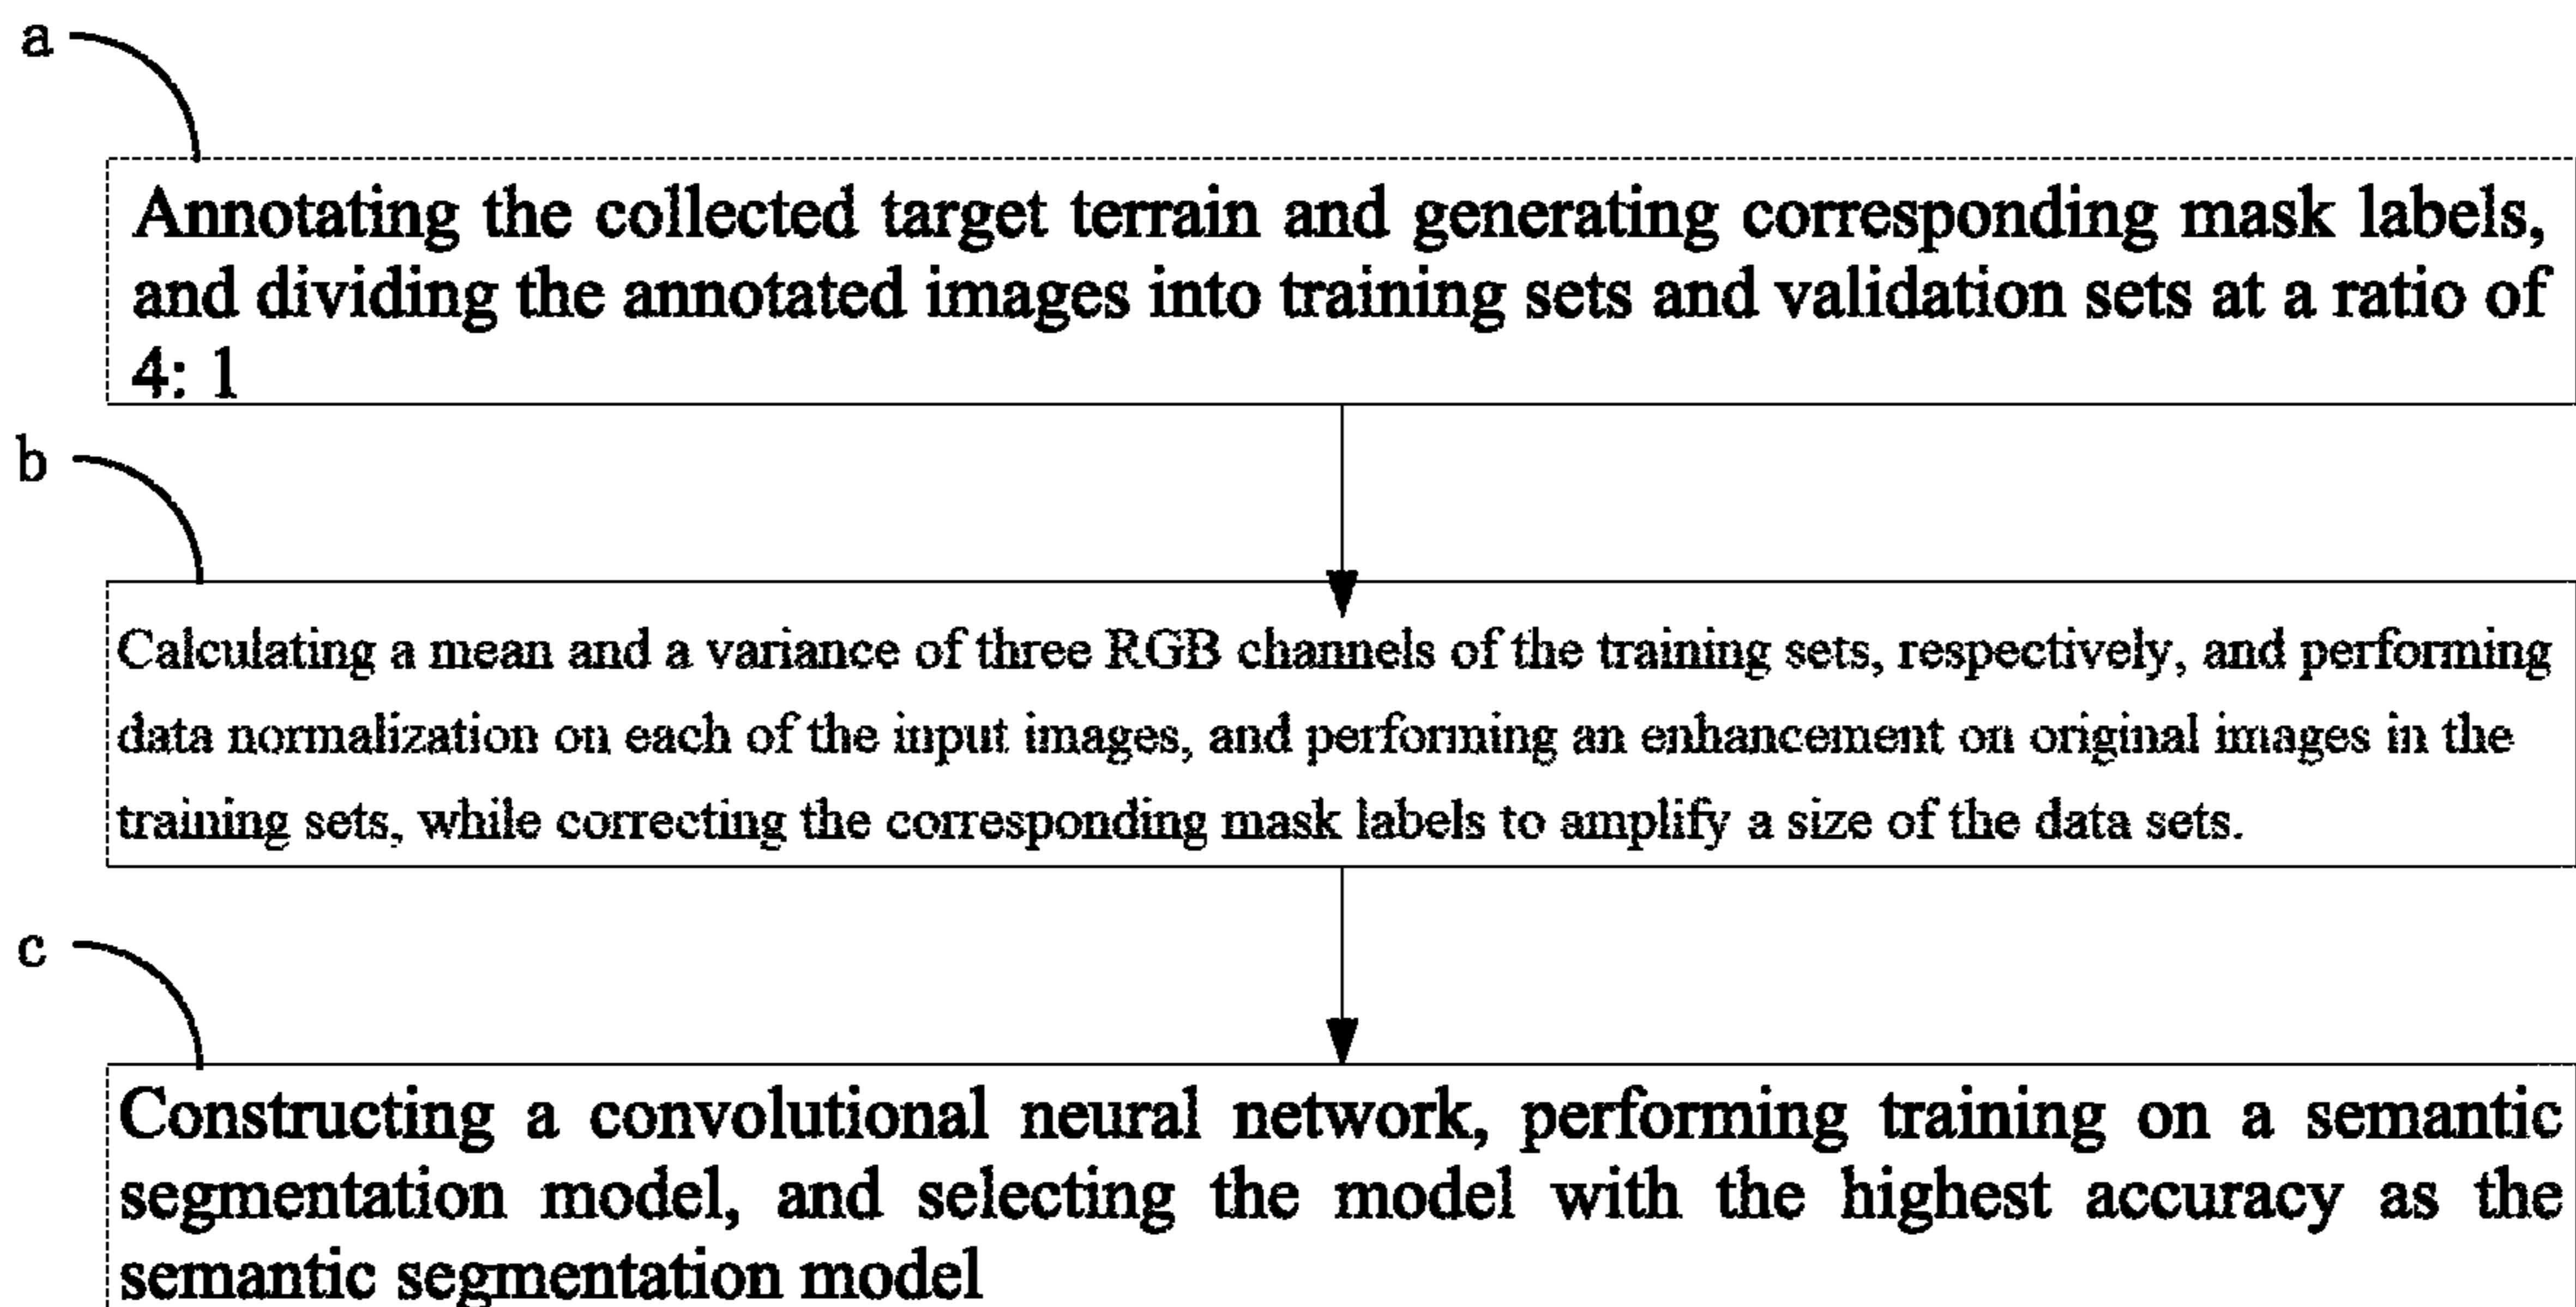 a
Annotating the collected target terrain and generating corresponding mask labels,
and dividing the annotated images into training sets and validation sets at a ratio of
4: 1
b
Calculating a mean and a variance of three RGB channels of the training sets, respectively, and performing
data normalization on each of the input images, and performing an enhancement on original images in the
training sets, while correcting the corresponding mask labels to amplify a size of the data sets.
c
Constructing a convolutional neural network, performing training on a semantic
segmentation model, and selecting the model with the highest accuracy as the
semantic segmentation model